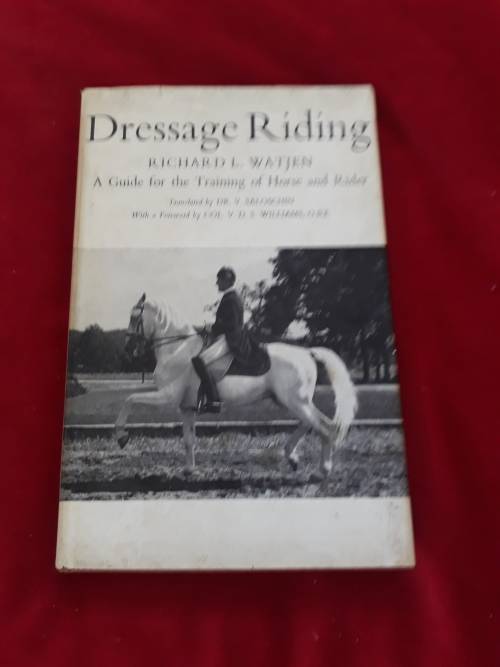 Dressage Riding
RICHARD L. WATJEN
A Guide for the Training of Horse and Rider
Translated by DR. V. SALOSCHIN
With a Foreword by COL. V. D. S. WILLIAMS, O.B.E.